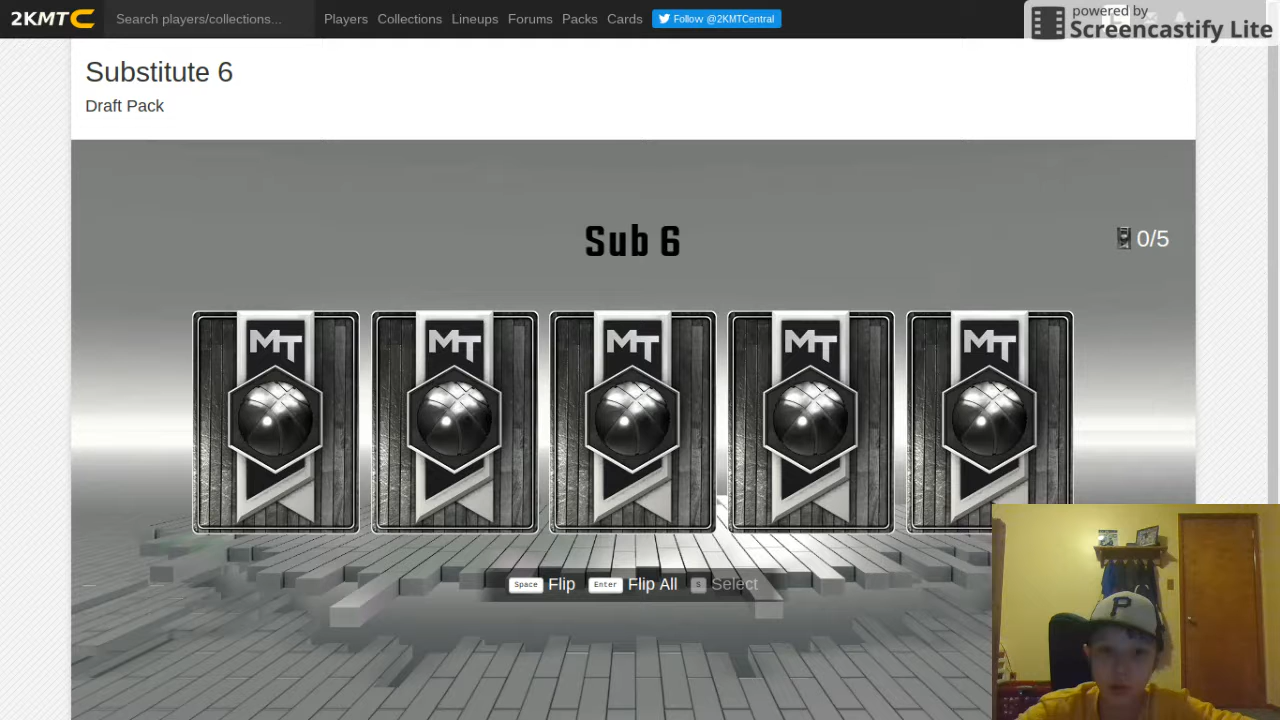 2KMTC Search players/collections... Players Collections Lineups Forums Packs Cards Follow @2KMTCentral
powered by
Screencastify Lite
Substitute 6
Draft Pack
Sub 6
0/5
MT MT MT MT MT
Space Flip Enter Flip All S Select
P